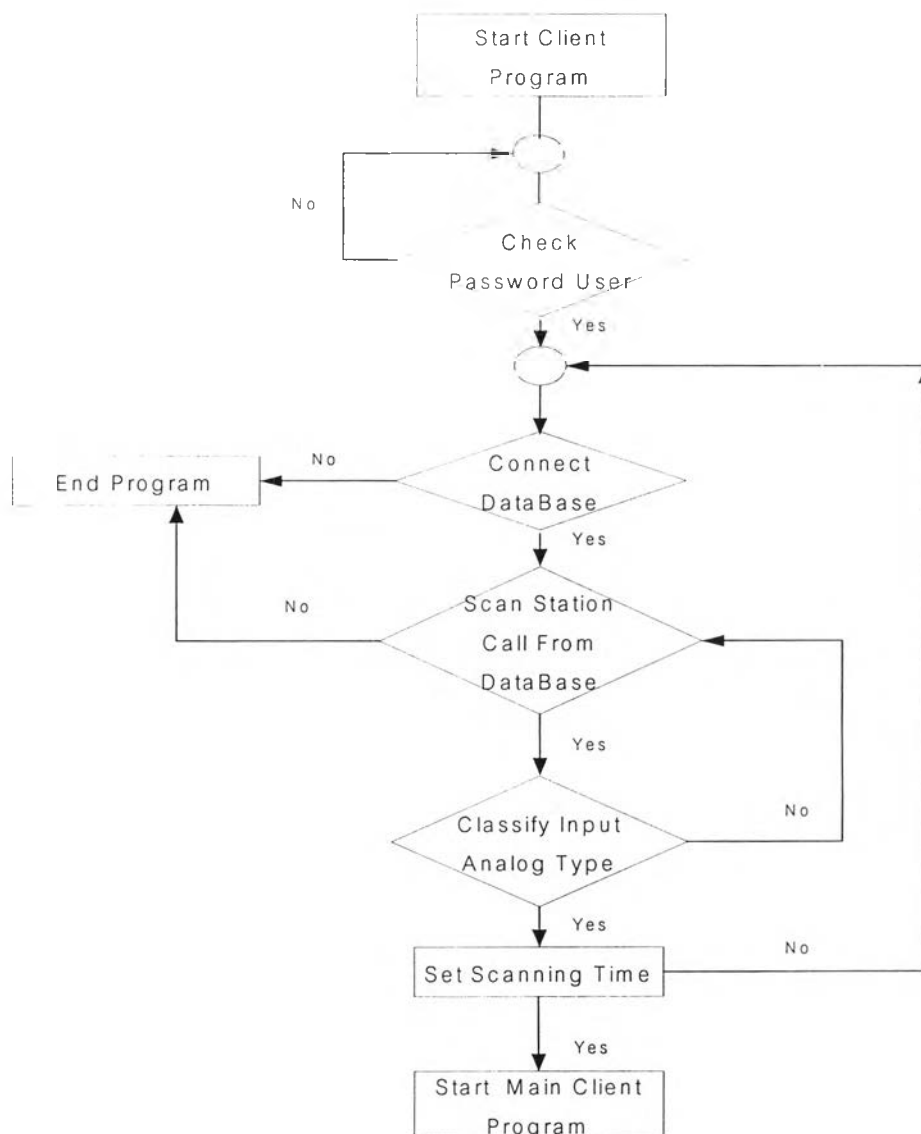 Start Client
Program
No
Check
Password User
Yes
No
Connect
End Program
DataBase
Yes
No
Scan Station
Call From
DataBase
Yes
Classify Input
No
Analog Type
Yes
No
Set Scanning Time
Yes
Start Main Client
Program